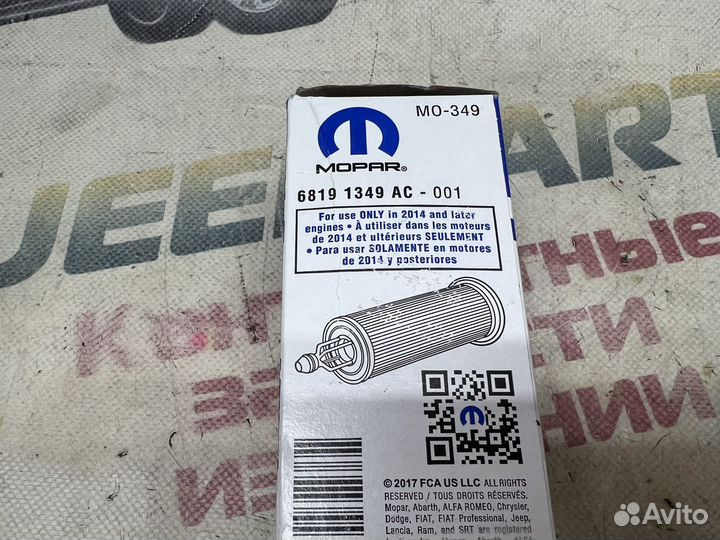 MO-349
MOPAR®
6819 1349 AC - 001
For use ONLY in 2014 and later
engines • À utiliser dans les moteurs
de 2014 et ultérieurs SEULEMENT
• Para usar SOLAMENTE en motores
de 2014 y posteriores
© 2017 FCA US LLC ALL RIGHTS
RESERVED / TOUS DROITS RÉSERVÉS
Mopar, Abarth, ALFA ROMEO, Chrysler,
Dodge, FIAT, FIAT Professional, Jeep,
Lancia, Ram, and SRT are registered
JEEP ART
Avito